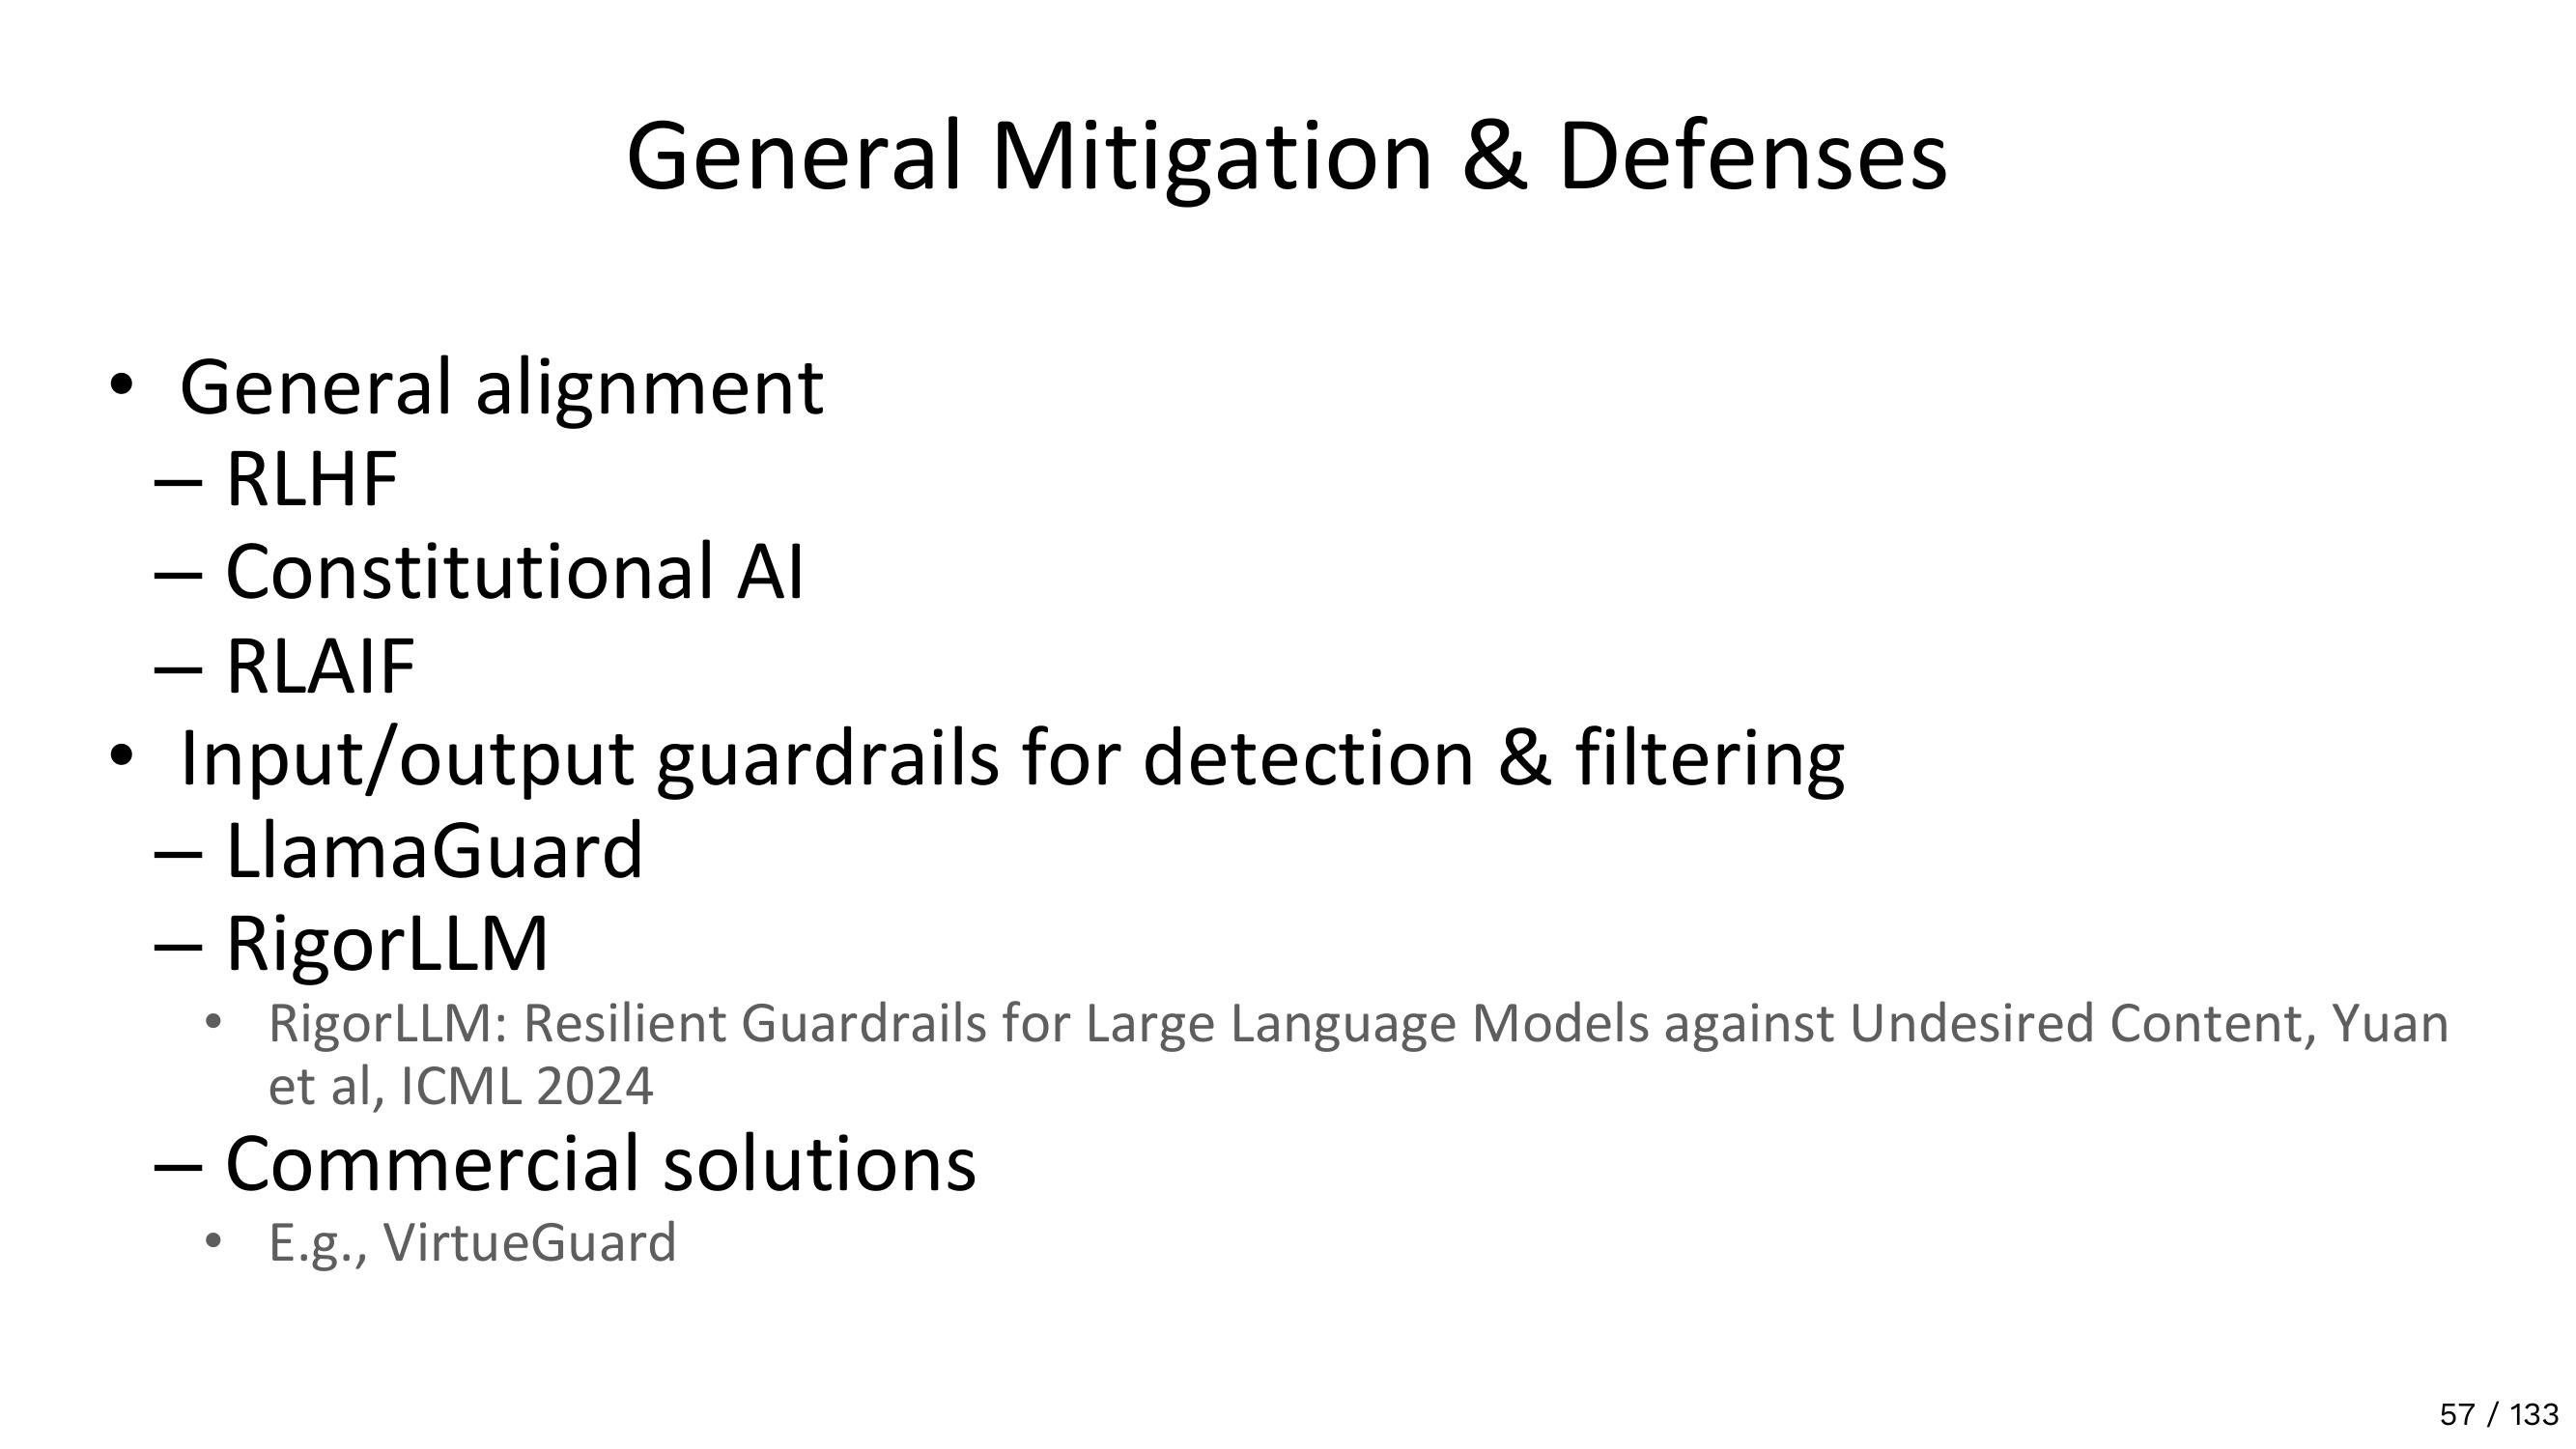 General Mitigation & Defenses
• General alignment
– RLHF
– Constitutional AI
– RLAIF
• Input/output guardrails for detection & filtering
– LlamaGuard
– RigorLLM
• RigorLLM: Resilient Guardrails for Large Language Models against Undesired Content, Yuan
et al, ICML 2024
– Commercial solutions
• E.g., VirtueGuard
57 / 133